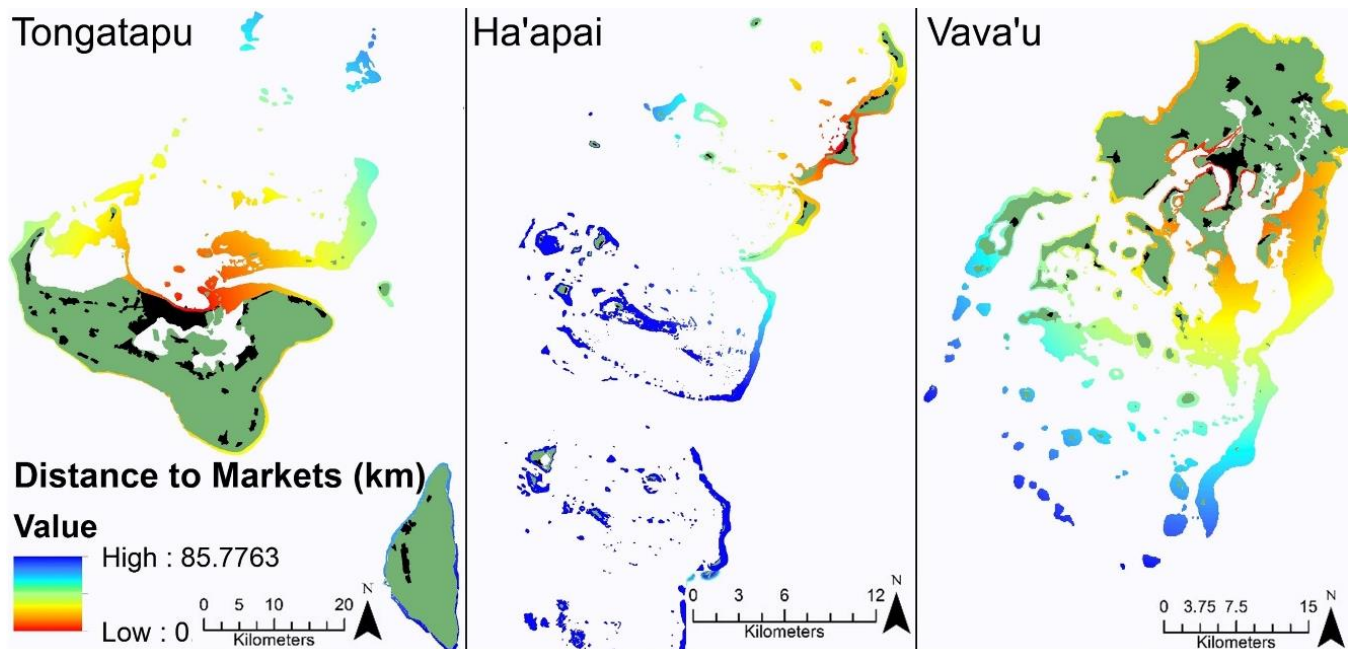 Tongatapu
Ha'apai
Vava'u
Distance to Markets (km)
Value
High : 85.7763
Low : 0
0 5 10 20
Kilometers
N
0 3 6 12
Kilometers
N
0 3.75 7.5 15
Kilometers
N